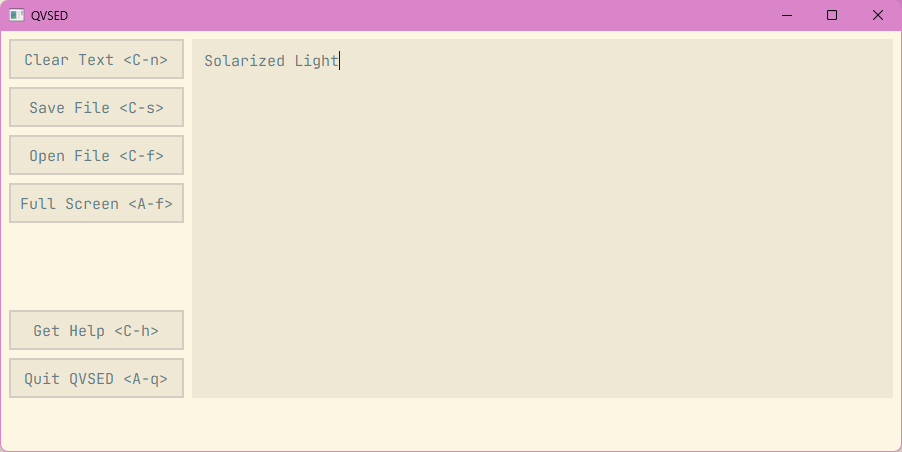 QVSED
Clear Text <C-n>
Save File <C-s>
Open File <C-f>
Full Screen <A-f>
Get Help <C-h>
Quit QVSED <A-q>
Solarized Light